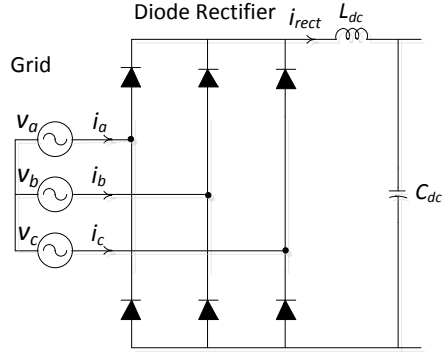 Diode Rectifier
i_rect
L_dc
Grid
v_a
i_a
v_b
i_b
v_c
i_c
C_dc